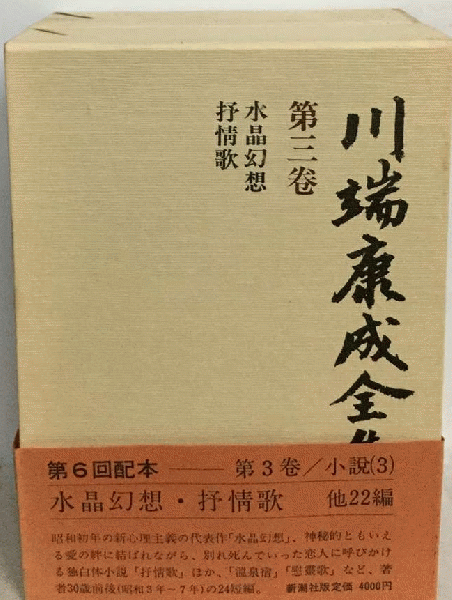 川端康成全集
第三卷
水晶幻想
抒情歌
第6回配本――第3巻／小說(3)
水晶幻想・抒情歌 他22編
昭和初年の新心理主義の代表作「水晶幻想」、神秘的ともいえ
る愛の絆に結ばれながら、別れ死んでいった恋人に呼びかけ
る独白体小説「抒情歌」ほか、「温泉宿」「慰霊歌」など、著
者30歳前後(昭和3年〜7年)の24短編。 新潮社版定価 4000円